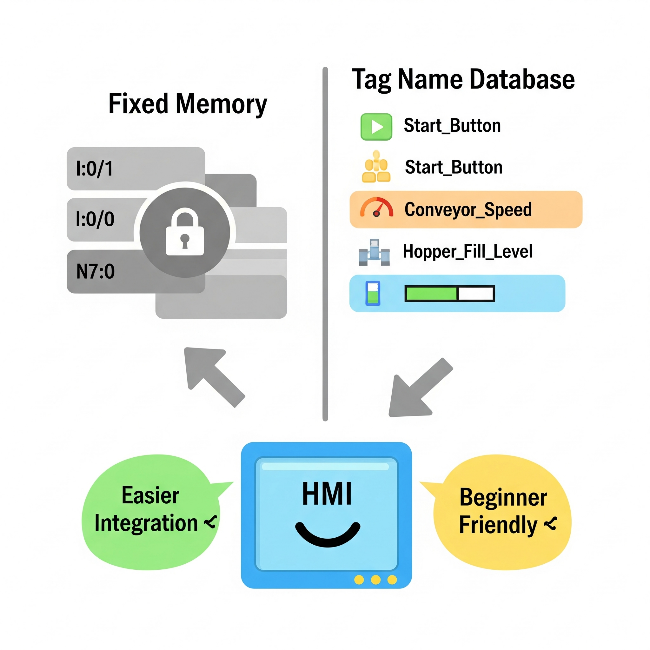 Fixed Memory
I:0/1
I:0/0
N7:0
Tag Name Database
Start_Button
Start_Button
Conveyor_Speed
Hopper_Fill_Level
HMI
Easier
Integration
Beginner
Friendly